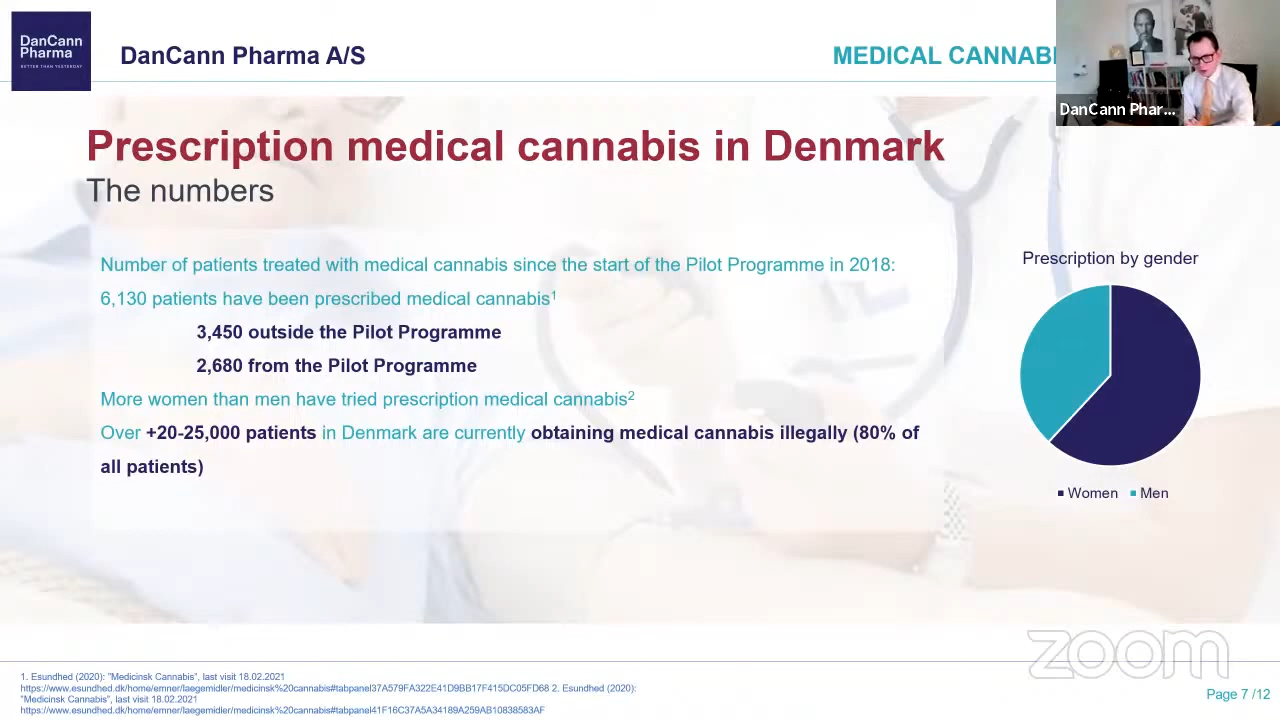 DanCann
Pharma
BETTER THAN YESTERDAY
DanCann Pharma A/S
MEDICAL CANNABI
DanCann Phar...
Prescription medical cannabis in Denmark
The numbers
Number of patients treated with medical cannabis since the start of the Pilot Programme in 2018:
6,130 patients have been prescribed medical cannabis1
3,450 outside the Pilot Programme
2,680 from the Pilot Programme
More women than men have tried prescription medical cannabis2
Over +20-25,000 patients in Denmark are currently obtaining medical cannabis illegally (80% of
all patients)
Prescription by gender
Women Men
zoom
1. Esundhed (2020): "Medicinsk Cannabis", last visit 18.02.2021
https://www.esundhed.dk/home/emner/laegemidler/medicinsk%20cannabis#tabpanel37A579FA322E41D9BB17F415DC05FD68 2. Esundhed (2020):
"Medicinsk Cannabis", last visit 18.02.2021
https://www.esundhed.dk/home/emner/laegemidler/medicinsk%20cannabis#tabpanel41F16C37A5A34189A259AB10838583AF
Page 7 /12